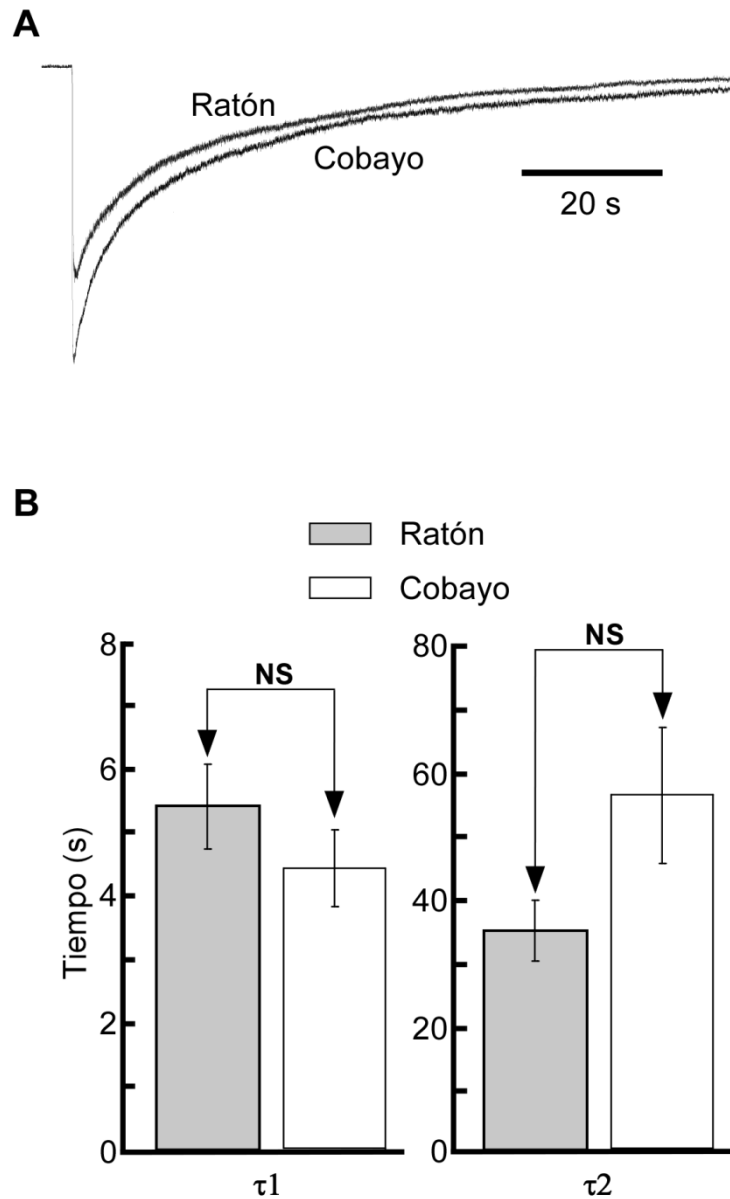 A
Ratón
Cobayo
20 s
B
Ratón
Cobayo
8
6
4
2
0
Tiempo (s)
NS
τ1
80
60
40
20
0
NS
τ2